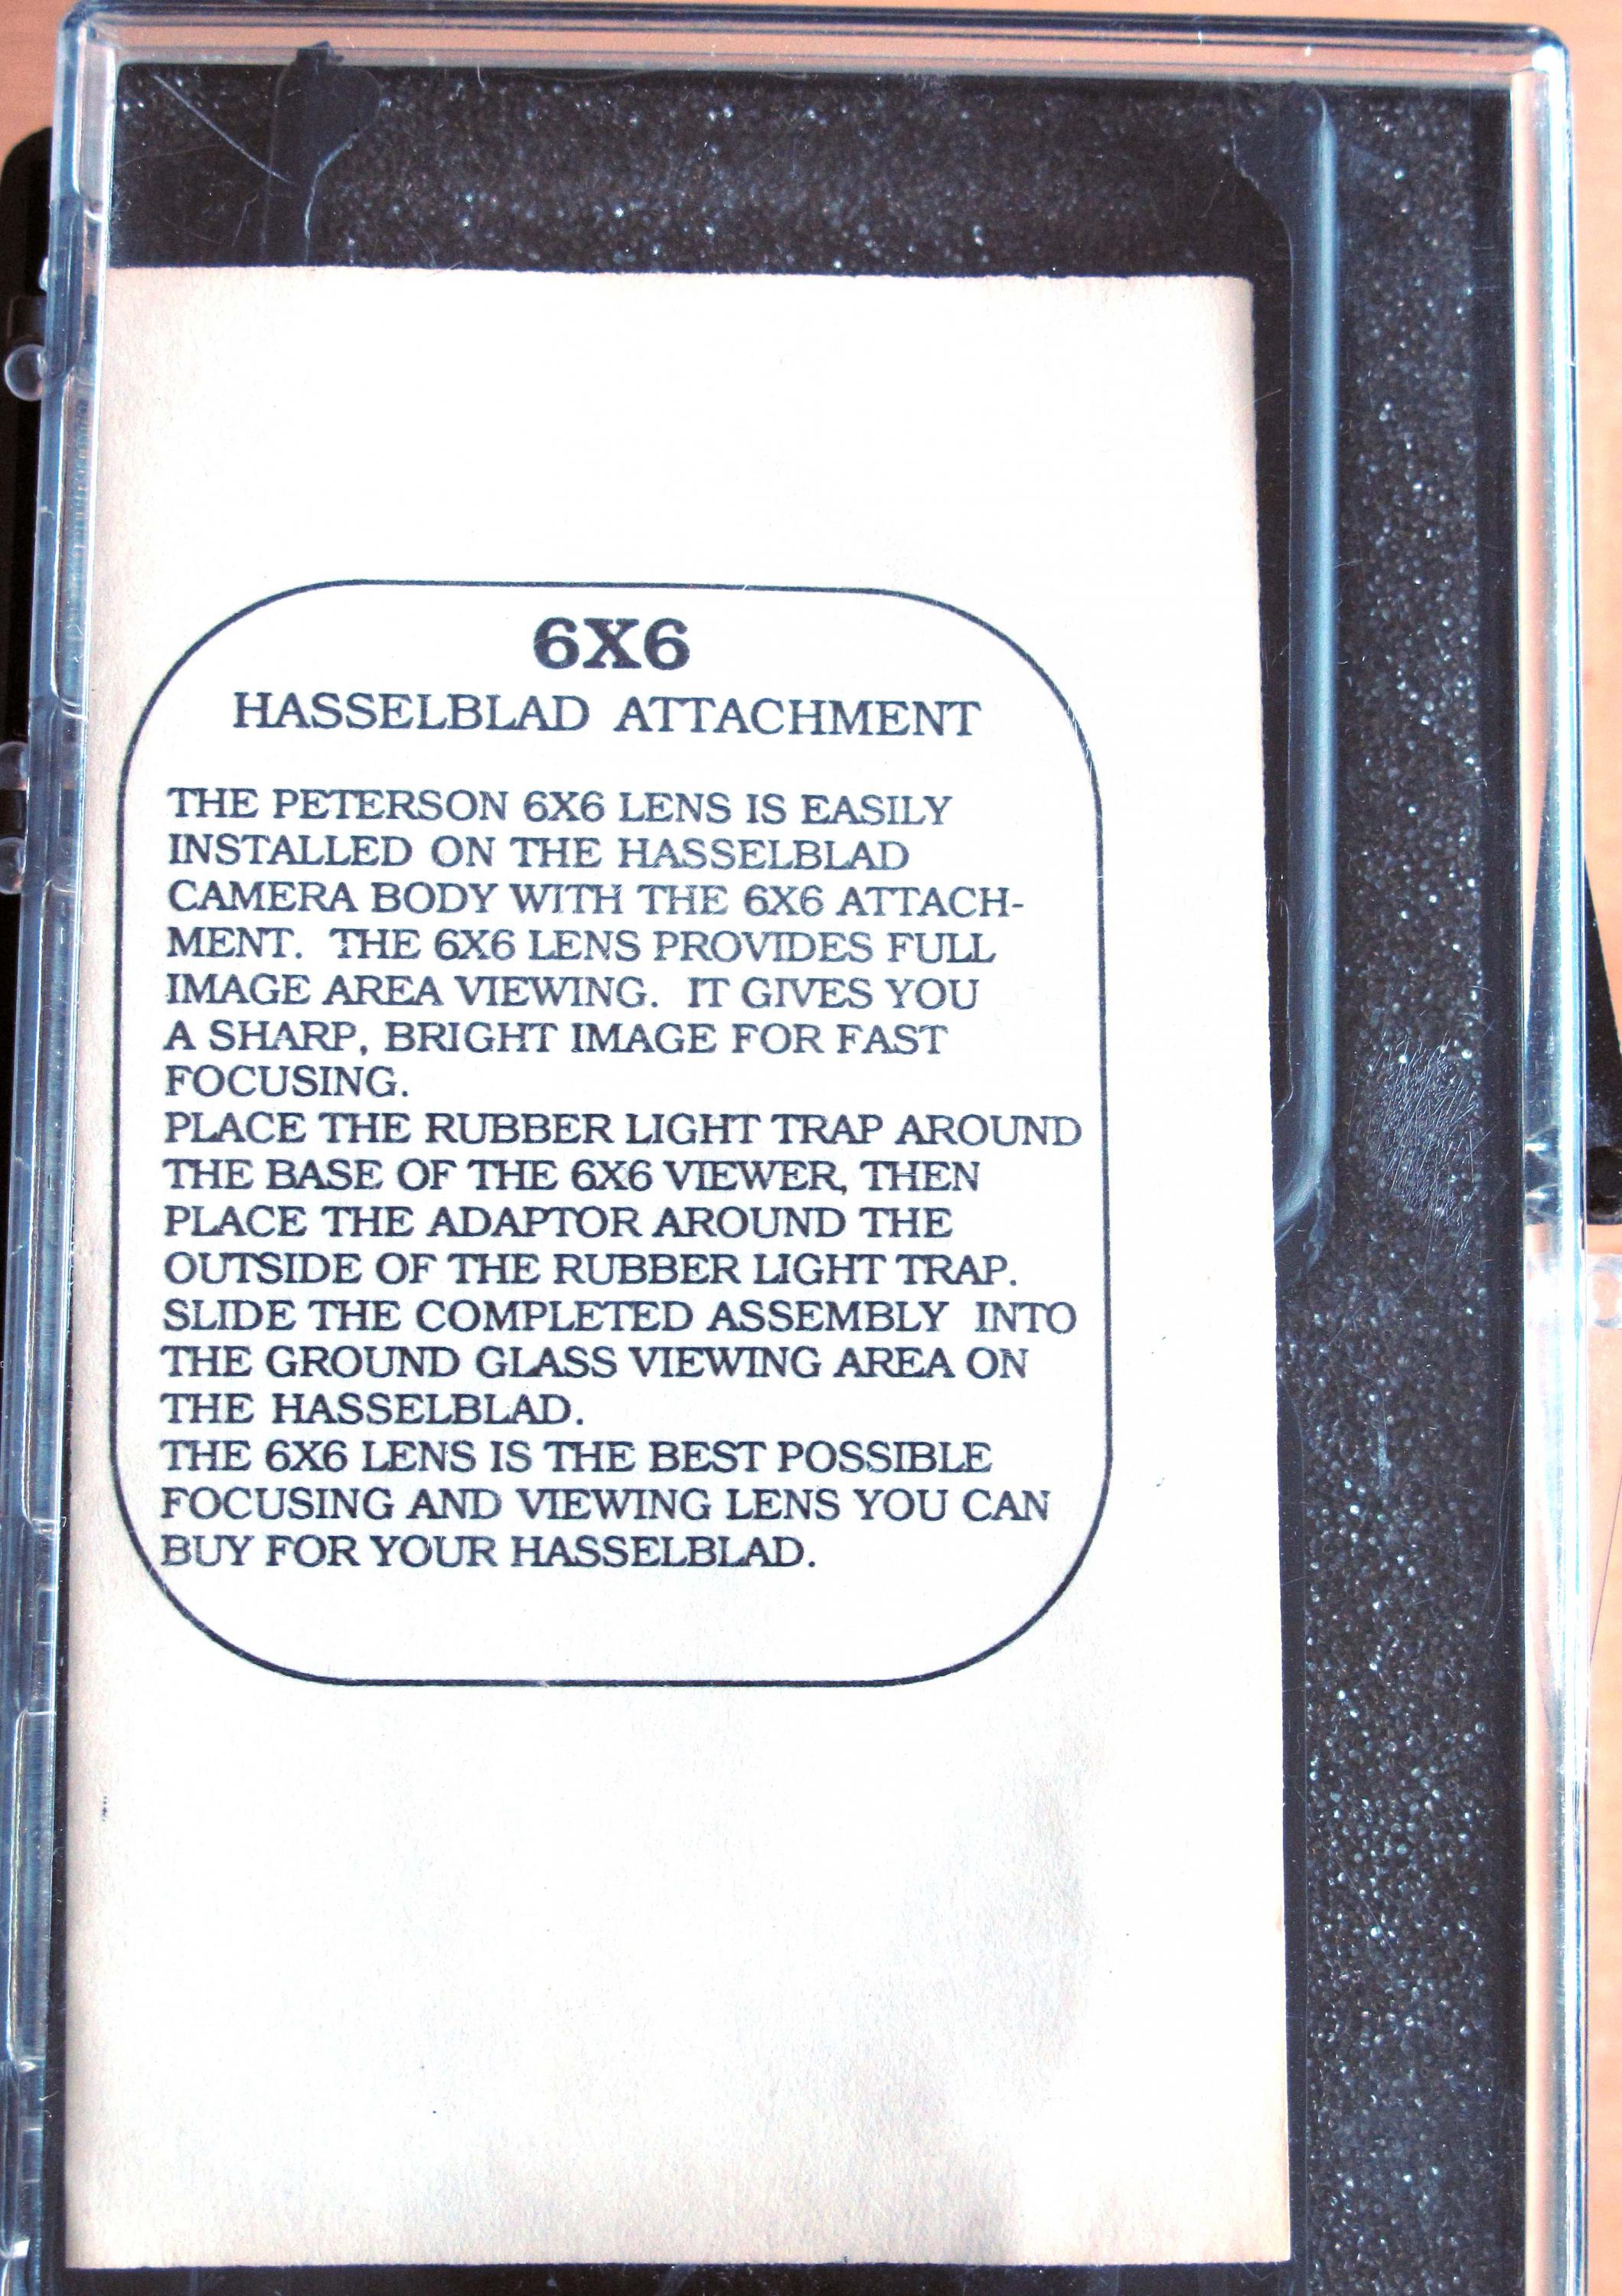 6X6
HASSELBLAD ATTACHMENT
THE PETERSON 6X6 LENS IS EASILY
INSTALLED ON THE HASSELBLAD
CAMERA BODY WITH THE 6X6 ATTACH-
MENT. THE 6X6 LENS PROVIDES FULL
IMAGE AREA VIEWING. IT GIVES YOU
A SHARP, BRIGHT IMAGE FOR FAST
FOCUSING.
PLACE THE RUBBER LIGHT TRAP AROUND
THE BASE OF THE 6X6 VIEWER, THEN
PLACE THE ADAPTOR AROUND THE
OUTSIDE OF THE RUBBER LIGHT TRAP.
SLIDE THE COMPLETED ASSEMBLY INTO
THE GROUND GLASS VIEWING AREA ON
THE HASSELBLAD.
THE 6X6 LENS IS THE BEST POSSIBLE
FOCUSING AND VIEWING LENS YOU CAN
BUY FOR YOUR HASSELBLAD.